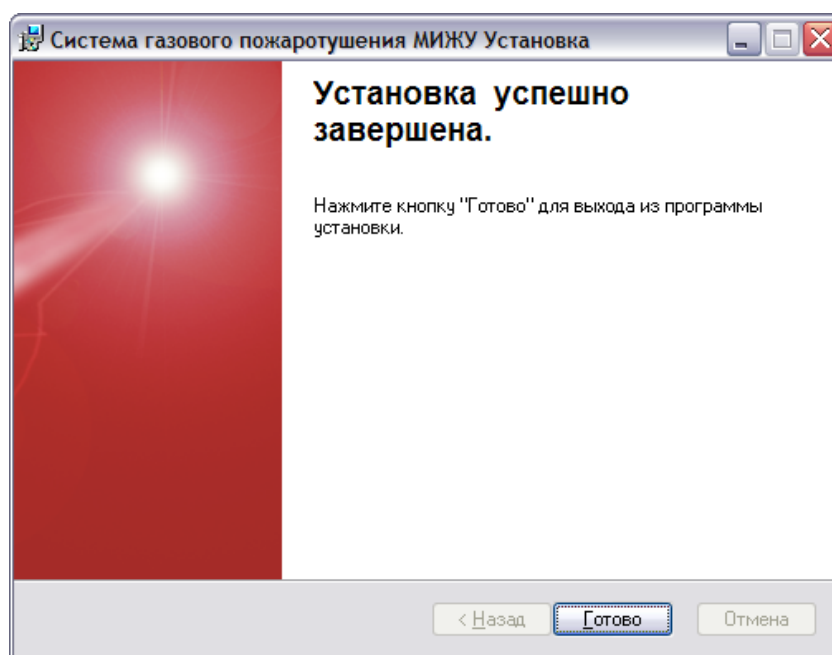 Система газового пожаротушения МИЖУ Установка
Установка успешно
завершена.
Нажмите кнопку "Готово" для выхода из программы
установки.
< Назад Готово Отмена